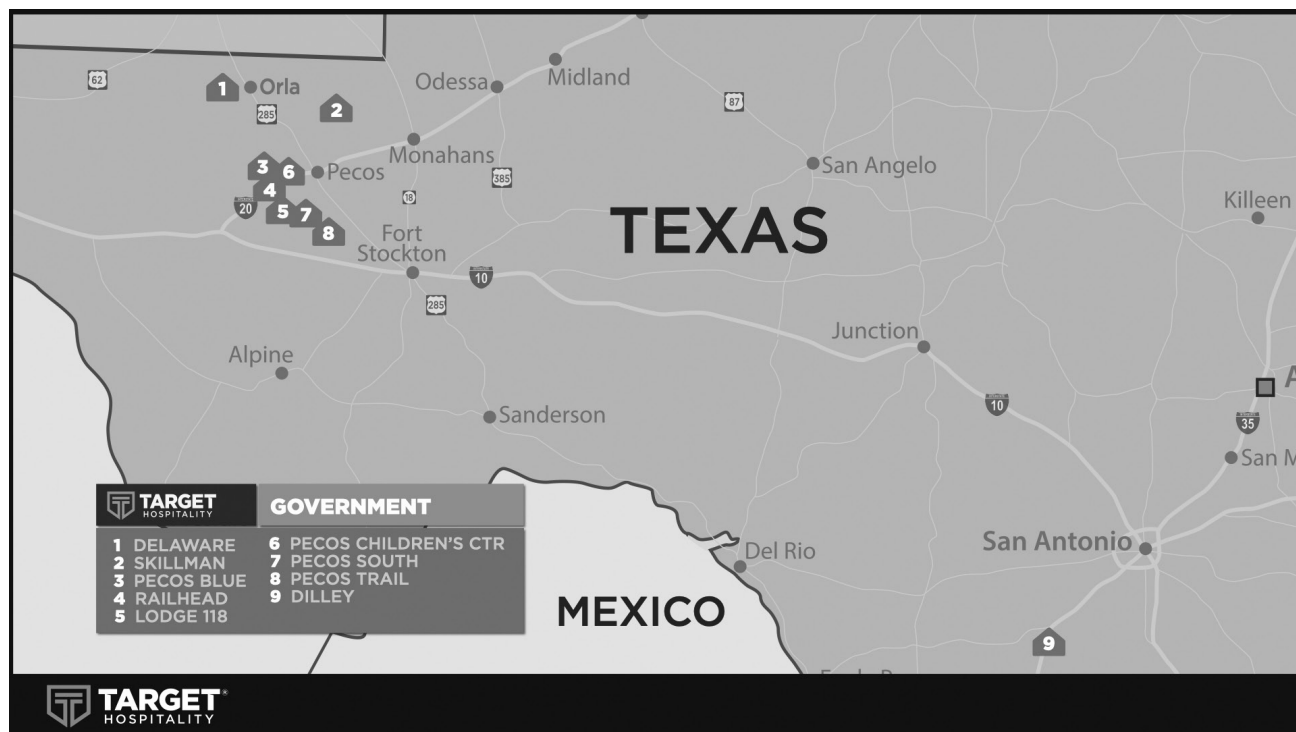 62
1
Orla
285
2
Odessa
Midland
87
Monahans
3
6
Pecos
385
18
San Angelo
4
20
5
7
8
Fort
Stockton
TEXAS
Killeen
10
285
Junction
Alpine
10
35
Sanderson
San M
A
TARGET
HOSPITALITY
GOVERNMENT
1 DELAWARE
2 SKILLMAN
3 PECOS BLUE
4 RAILHEAD
5 LODGE 118
6 PECOS CHILDREN'S CTR
7 PECOS SOUTH
8 PECOS TRAIL
9 DILLEY
Del Rio
San Antonio
MEXICO
9
TARGET
HOSPITALITY